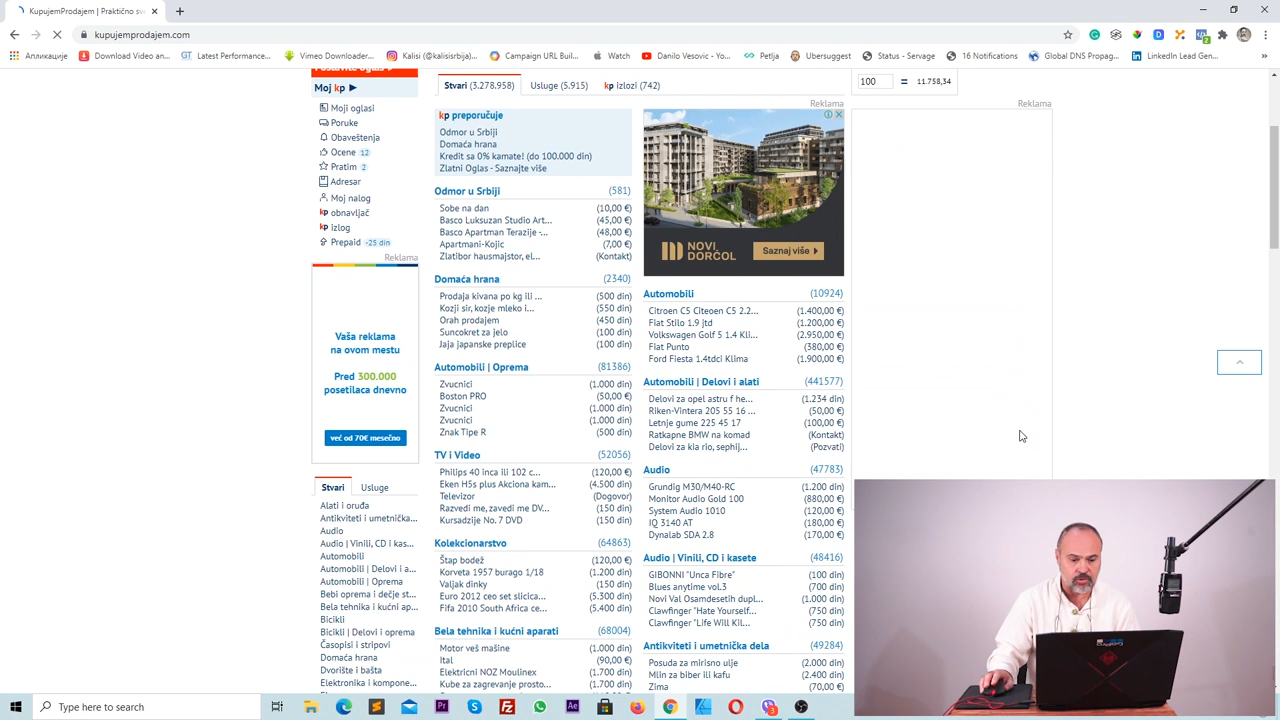 KupujemProdajem | Praktično sv
kupujemprodajem.com
Апликације
Download Video an...
Latest Performance...
Vimeo Downloader...
Kalisi (@kalisisrbija)...
Campaign URL Buil...
Watch
Danilo Vesovic - Yo...
Petlja
Ubersuggest
Status - Servage
16 Notifications
Global DNS Propag...
LinkedIn Lead Gen...
Moj kp
Moji oglasi
Poruke
Obaveštenja
Ocene 12
Pratim 2
Adresar
Moj nalog
kp obnavljač
kp izlog
Prepaid -25 din
Reklama
Vaša reklama
na ovom mestu
Pred 300.000
posetilaca dnevno
već od 70€ mesečno
Stvari Usluge
Alati i oruđa
Antikviteti i umetnička...
Audio
Audio | Vinili, CD i kas...
Automobili
Automobili | Delovi i a...
Automobili | Oprema
Bebi oprema i dečje st...
Bela tehnika i kućni ap...
Bicikli
Bicikli | Delovi i oprema
Časopisi i stripovi
Domaća hrana
Dvorište i bašta
Elektronika i kompone...
Stvari (3.278.958) Usluge (5.915) kp izlozi (742)
Reklama
kp preporučuje
Odmor u Srbiji
Domaća hrana
Kredit sa 0% kamate! (do 100.000 din)
Zlatni Oglas - Saznajte više
Odmor u Srbiji (581)
Sobe na dan (10,00 €)
Basco Luksuzan Studio Art... (45,00 €)
Basco Apartman Terazije -... (48,00 €)
Apartmani-Kojic (7,00 €)
Zlatibor hausmajstor, el... (Kontakt)
Domaća hrana (2340)
Prodaja kivana po kg ili ... (500 din)
Kozji sir, kozje mleko i... (550 din)
Orah prodajem (450 din)
Suncokret za jelo (100 din)
Jaja japanske preplice (100 din)
Automobili | Oprema (81386)
Zvucnici (1.000 din)
Boston PRO (50,00 €)
Zvucnici (1.000 din)
Zvucnici (1.000 din)
Znak Tipe R (500 din)
TV i Video (52056)
Philips 40 inca ili 102 c... (120,00 €)
Eken H5s plus Akciona kam... (4.500 din)
Televizor (Dogovor)
Razvedi me, zavedi me DV... (150 din)
Kursadzije No. 7 DVD (150 din)
Kolekcionarstvo (64863)
Štap bodež (120,00 €)
Korveta 1957 burago 1/18 (1.200 din)
Valjak dinky (150 din)
Euro 2012 ceo set slicica... (5.300 din)
Fifa 2010 South Africa ce... (5.400 din)
Bela tehnika i kućni aparati (68004)
Motor veš mašine (1.000 din)
Ital (90,00 €)
Elektricni NOZ Moulinex (1.700 din)
Kube za zagrevanje prosto... (1.700 din)
NOVI
DORĆOL
Saznaj više
Automobili (10924)
Citroen C5 Citeoen C5 2.2... (1.400,00 €)
Fiat Stilo 1.9 jtd (1.200,00 €)
Volkswagen Golf 5 1.4 Kli... (2.950,00 €)
Fiat Punto (380,00 €)
Ford Fiesta 1.4tdci Klima (1.900,00 €)
Automobili | Delovi i alati (441577)
Delovi za opel astru f he... (1.234 din)
Riken-Vintera 205 55 16 ... (50,00 €)
Letnje gume 225 45 17 (100,00 €)
Ratkapne BMW na komad (Kontakt)
Delovi za kia rio, sephij... (Pozvati)
Audio (47783)
Grundig M30/M40-RC (1.200 din)
Monitor Audio Gold 100 (880,00 €)
System Audio 1010 (120,00 €)
IQ 3140 AT (180,00 €)
Dynalab SDA 2.8 (170,00 €)
Audio | Vinili, CD i kasete (48416)
GIBONNI "Unca Fibre" (100 din)
Blues anytime vol.3 (700 din)
Novi Val Osamdesetih dupl... (1.000 din)
Clawfinger "Hate Yourself... (750 din)
Clawfinger "Life Will Kil... (750 din)
Antikviteti i umetnička dela (49284)
Posuda za mirisno ulje (2.000 din)
Mlin za biber ili kafu (2.400 din)
Zima (70,00 €)
100 = 11.758,34
Reklama
Type here to search